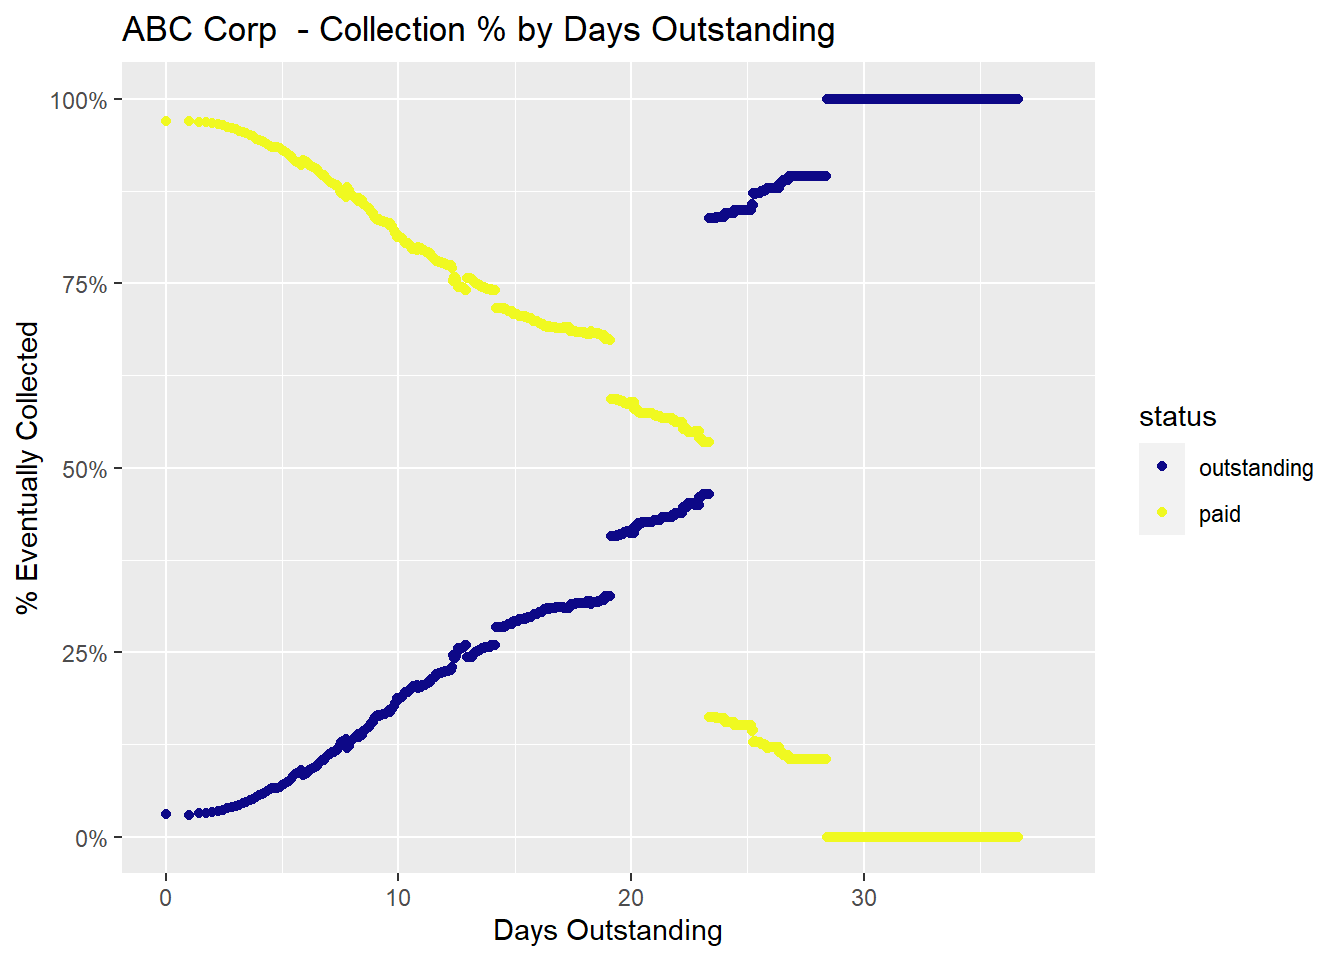 ABC Corp  - Collection % by Days Outstanding
% Eventually Collected
100%
75%
50%
25%
0%
0 10 20 30
Days Outstanding
status
outstanding
paid